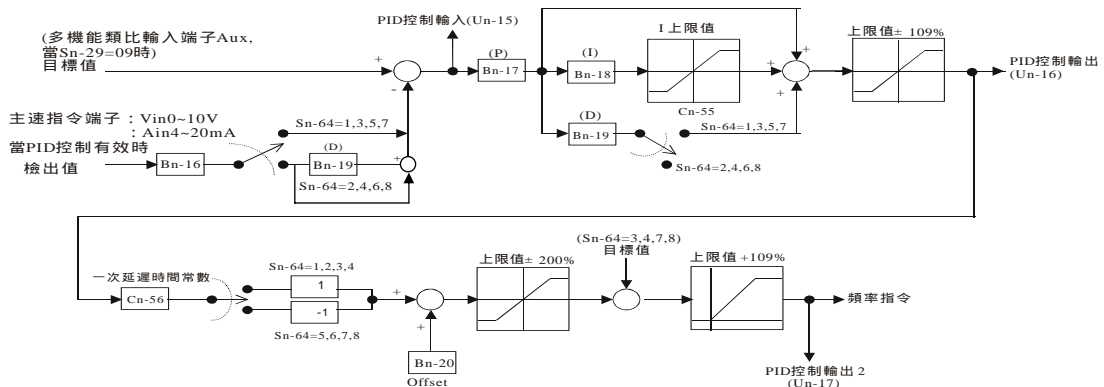 (多機能類比輸入端子Aux,
當Sn-29=09時)
目標值
PID控制輸入(Un-15)
+
-
(P)
Bn-17
(I)
Bn-18
I 上限值
Cn-55
+
+
+
上限值± 109%
PID控制輸出
(Un-16)
主速指令端子：Vin0~10V
：Ain4~20mA
當PID控制有效時
檢出值
Bn-16
Sn-64=1,3,5,7
(D)
Bn-19
+
Sn-64=2,4,6,8
(D)
Bn-19
Sn-64=1,3,5,7
Sn-64=2,4,6,8
一次延遲時間常數
Cn-56
Sn-64=1,2,3,4
1
-1
Sn-64=5,6,7,8
+
+
Bn-20
Offset
上限值± 200%
(Sn-64=3,4,7,8)
目標值
上限值 +109%
頻率指令
PID控制輸出 2
(Un-17)